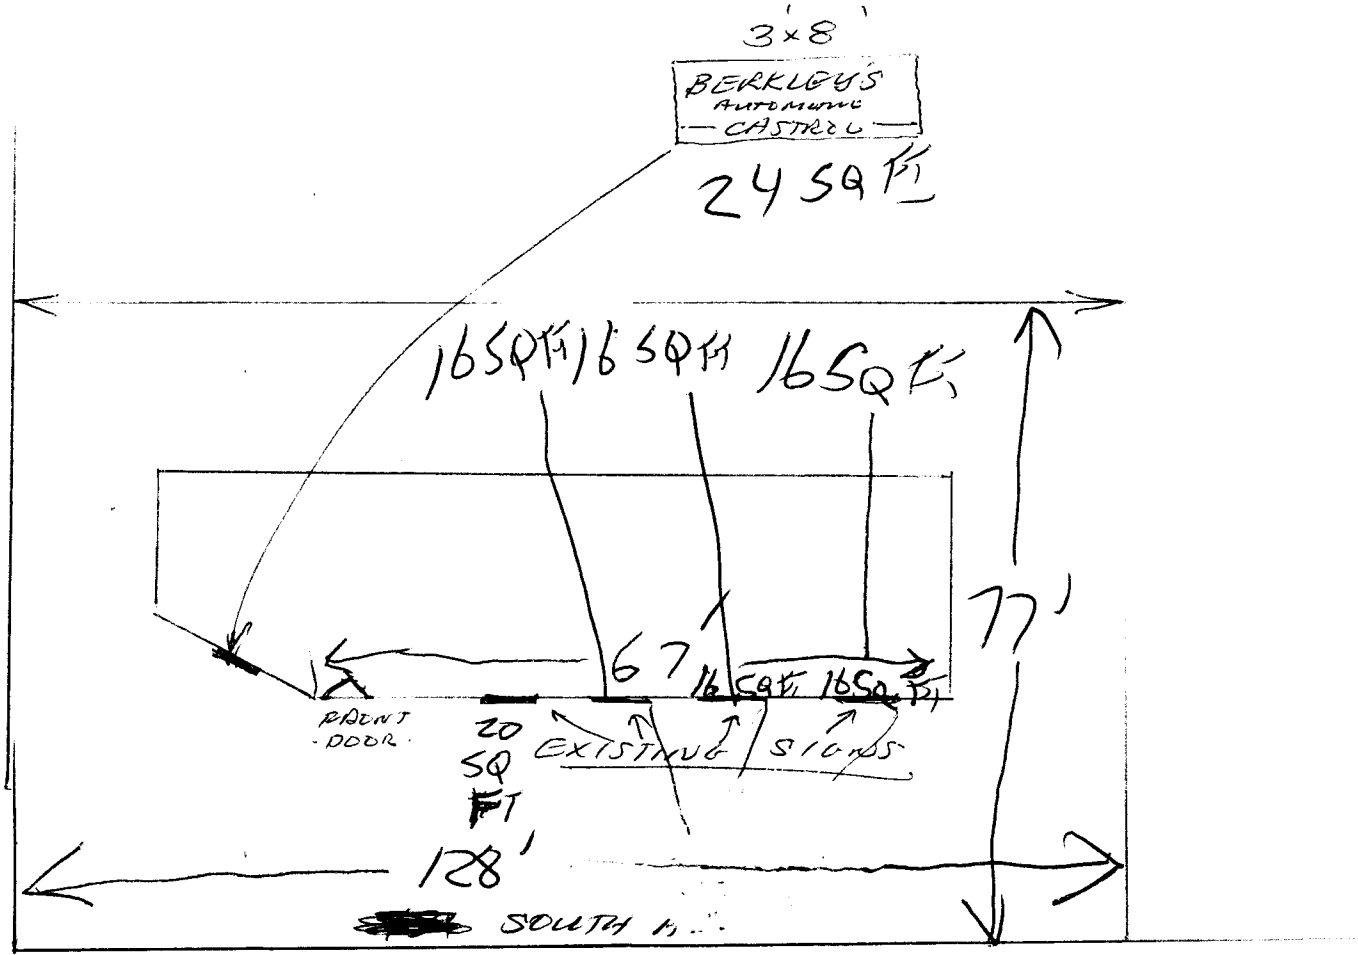 3' x 8'
BERKLEY'S
AUTOMOTIVE
CASTROL
24 SQ FT
16 SQ FT 16 SQ FT 16 SQ FT
77'
67'
16 SQ FT 16 SQ FT
FRONT
DOOR
20
SQ
FT
EXISTING SIGNS
128'
SOUTH